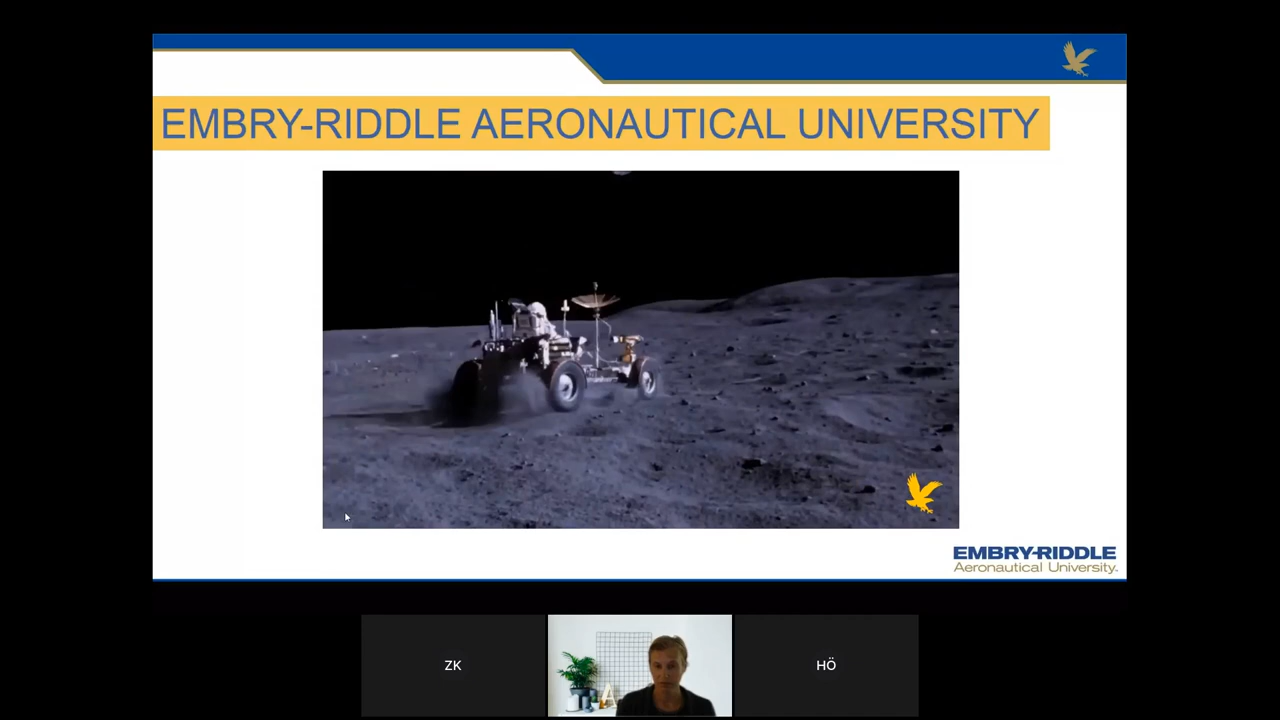 EMBRY-RIDDLE AERONAUTICAL UNIVERSITY
EMBRY-RIDDLE
Aeronautical University.
ZK
A
HÖ